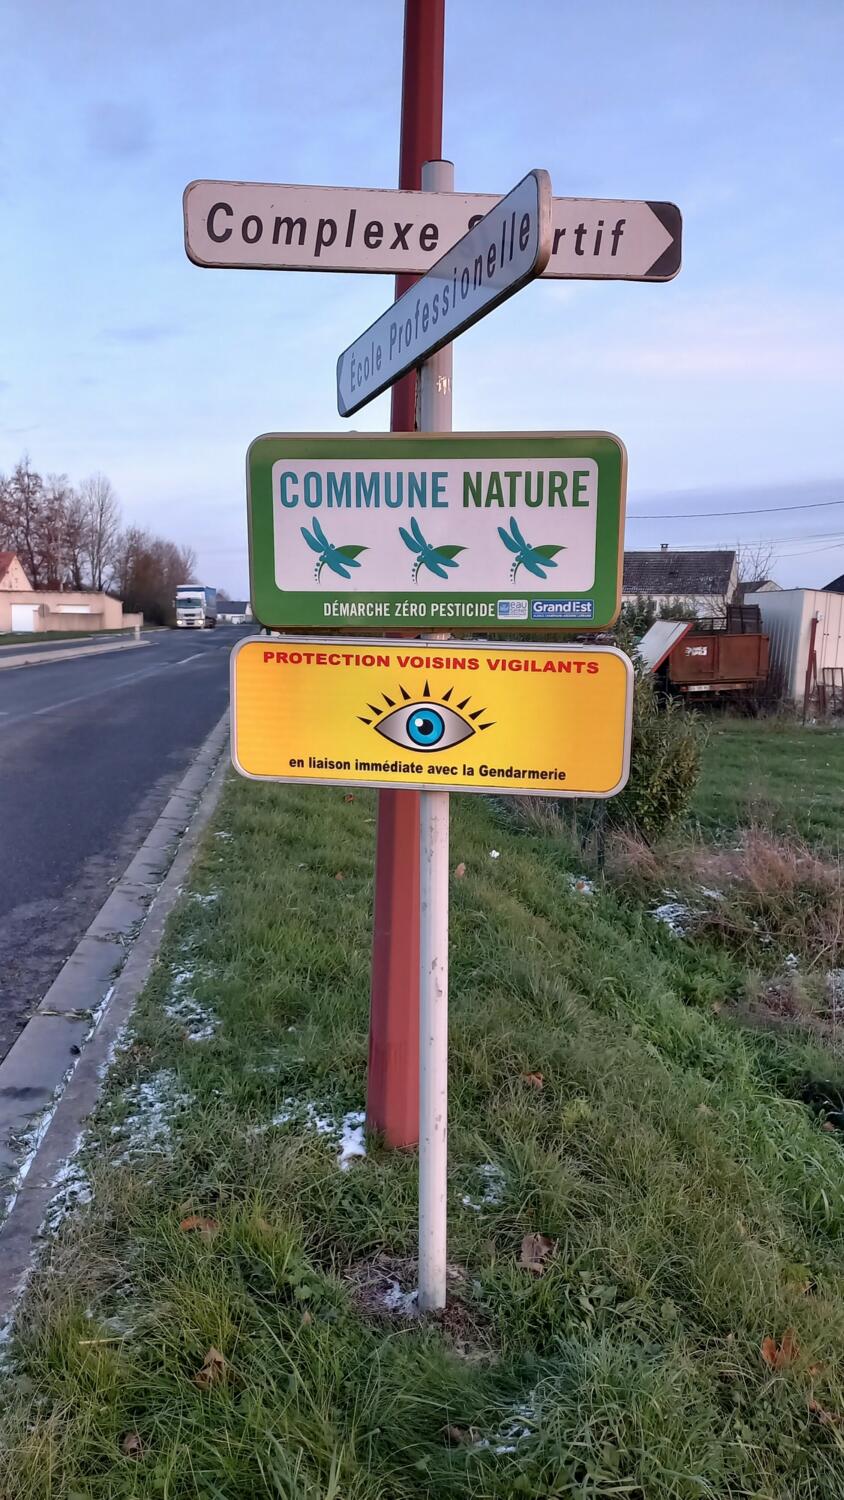 Complexe S rtif
École Professionelle
COMMUNE NATURE
DÉMARCHE ZÉRO PESTICIDE eau Grand Est
PROTECTION VOISINS VIGILANTS
en liaison immédiate avec la Gendarmerie